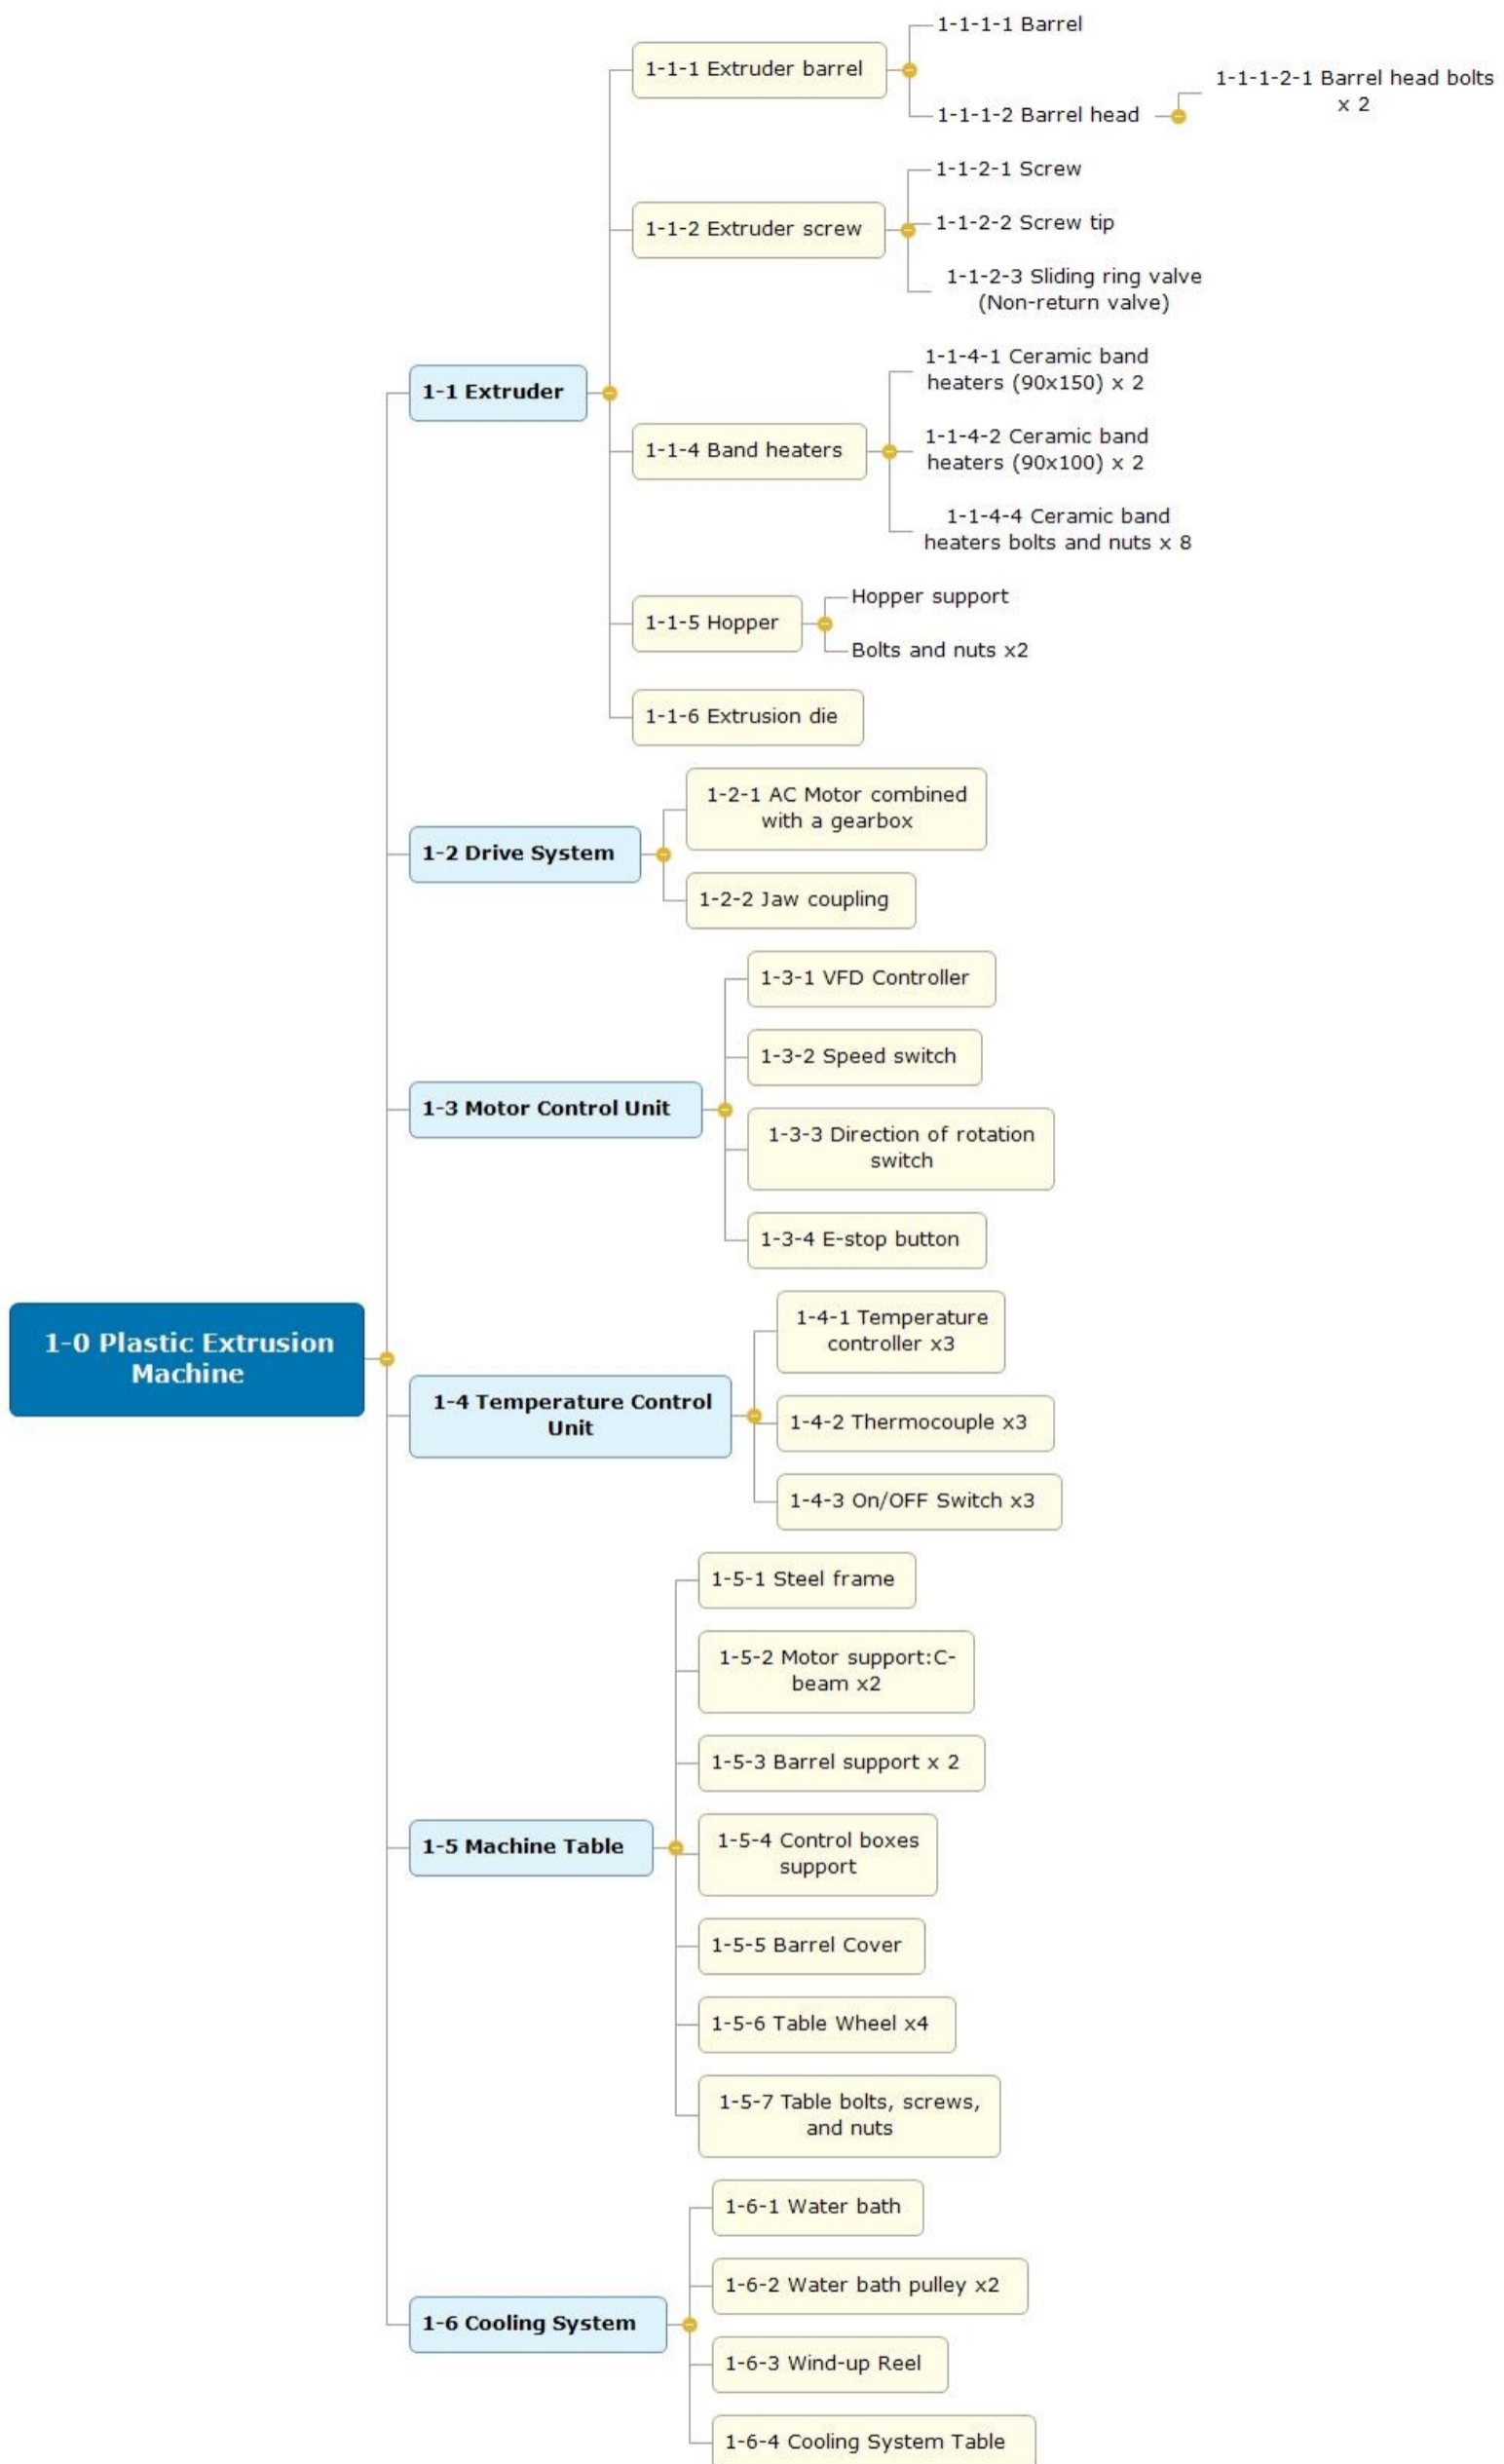 1-0 Plastic Extrusion
Machine
1-1 Extruder
1-1-1 Extruder barrel
1-1-1-1 Barrel
1-1-1-2 Barrel head
1-1-1-2-1 Barrel head bolts
x 2
1-1-2 Extruder screw
1-1-2-1 Screw
1-1-2-2 Screw tip
1-1-2-3 Sliding ring valve
(Non-return valve)
1-1-4 Band heaters
1-1-4-1 Ceramic band
heaters (90x150) x 2
1-1-4-2 Ceramic band
heaters (90x100) x 2
1-1-4-4 Ceramic band
heaters bolts and nuts x 8
1-1-5 Hopper
Hopper support
Bolts and nuts x2
1-1-6 Extrusion die
1-2 Drive System
1-2-1 AC Motor combined
with a gearbox
1-2-2 Jaw coupling
1-3 Motor Control Unit
1-3-1 VFD Controller
1-3-2 Speed switch
1-3-3 Direction of rotation
switch
1-3-4 E-stop button
1-4 Temperature Control
Unit
1-4-1 Temperature
controller x3
1-4-2 Thermocouple x3
1-4-3 On/OFF Switch x3
1-5 Machine Table
1-5-1 Steel frame
1-5-2 Motor support:C-
beam x2
1-5-3 Barrel support x 2
1-5-4 Control boxes
support
1-5-5 Barrel Cover
1-5-6 Table Wheel x4
1-5-7 Table bolts, screws,
and nuts
1-6 Cooling System
1-6-1 Water bath
1-6-2 Water bath pulley x2
1-6-3 Wind-up Reel
1-6-4 Cooling System Table